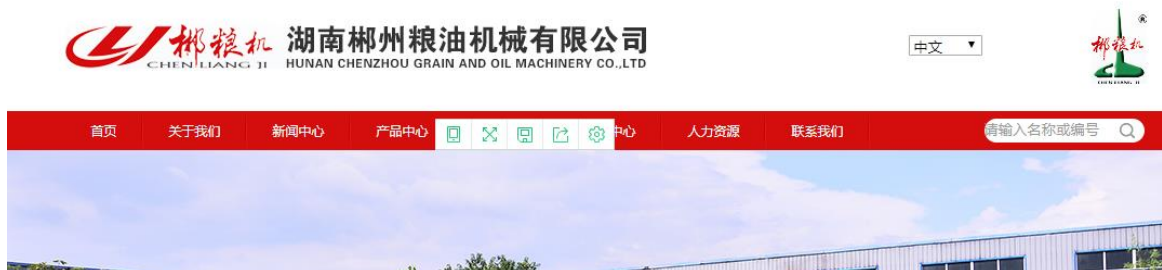 郴粮机
CHEN LIANG JI
湖南郴州粮油机械有限公司
HUNAN CHENZHOU GRAIN AND OIL MACHINERY CO.,LTD
中文
®
郴粮机
首页 关于我们 新闻中心 产品中心 中心 人力资源 联系我们 请输入名称或编号